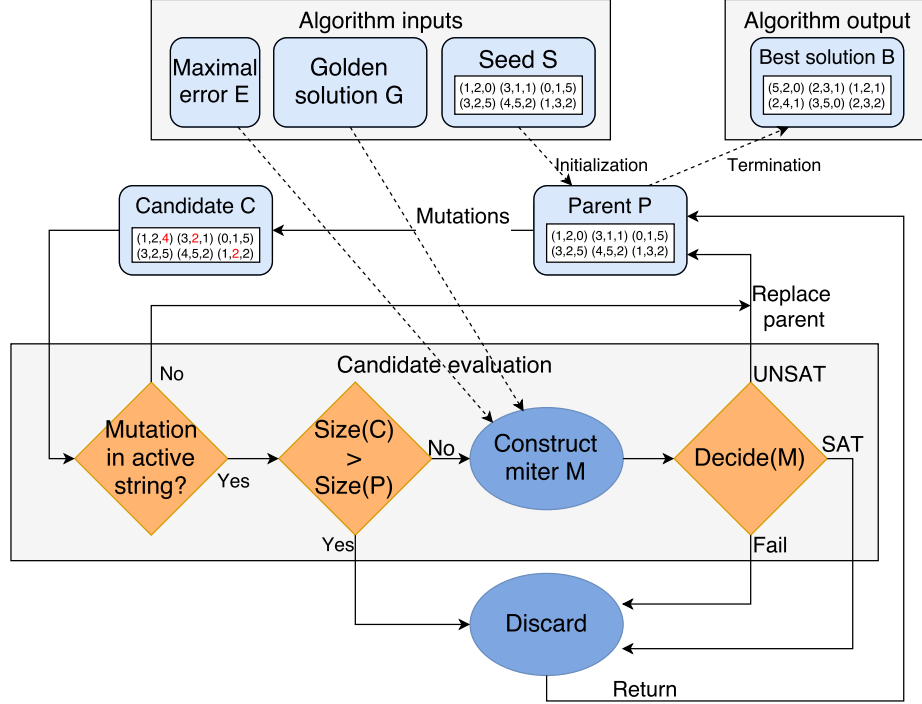 Algorithm inputs
Algorithm output
Maximal
error E
Golden
solution G
Seed S
(1,2,0) (3,1,1) (0,1,5)
(3,2,5) (4,5,2) (1,3,2)
Best solution B
(5,2,0) (2,3,1) (1,2,1)
(2,4,1) (3,5,0) (2,3,2)
Initialization
Termination
Candidate C
(1,2,4) (3,2,1) (0,1,5)
(3,2,5) (4,5,2) (1,2,2)
Mutations
Parent P
(1,2,0) (3,1,1) (0,1,5)
(3,2,5) (4,5,2) (1,3,2)
Replace
parent
Candidate evaluation
No
UNSAT
Mutation
in active
string?
Yes
Size(C)
>
Size(P)
No
Construct
miter M
Decide(M)
SAT
Yes
Fail
Discard
Return